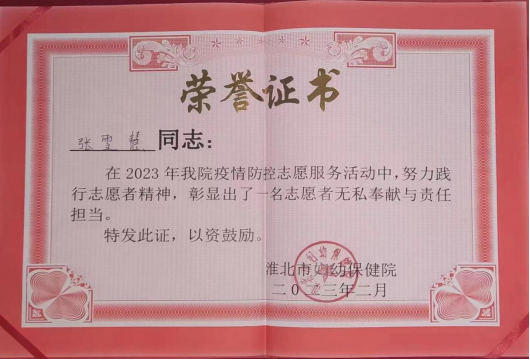 荣誉证书
张雯慧 同志：
在 2023 年我院疫情防控志愿服务活动中，努力践
行志愿者精神，彰显出了一名志愿者无私奉献与责任
担当。
特发此证，以资鼓励。
淮北市妇幼保健院
二〇二三年二月